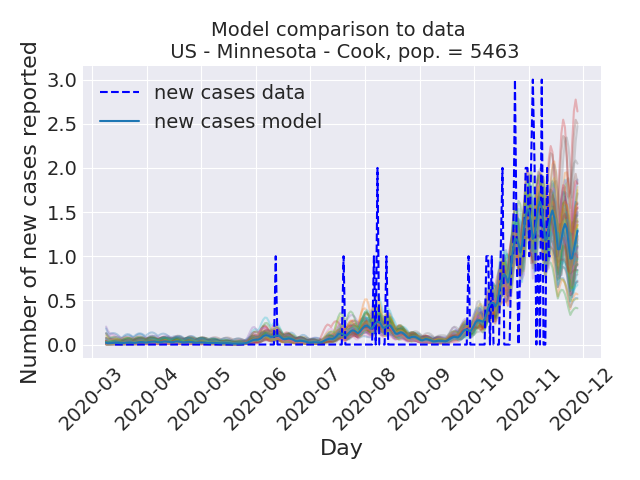 Model comparison to data
US - Minnesota - Cook, pop. = 5463
Number of new cases reported
3.0
2.5
2.0
1.5
1.0
0.5
0.0
new cases data
new cases model
2020-03
2020-04
2020-05
2020-06
2020-07
2020-08
2020-09
2020-10
2020-11
2020-12
Day